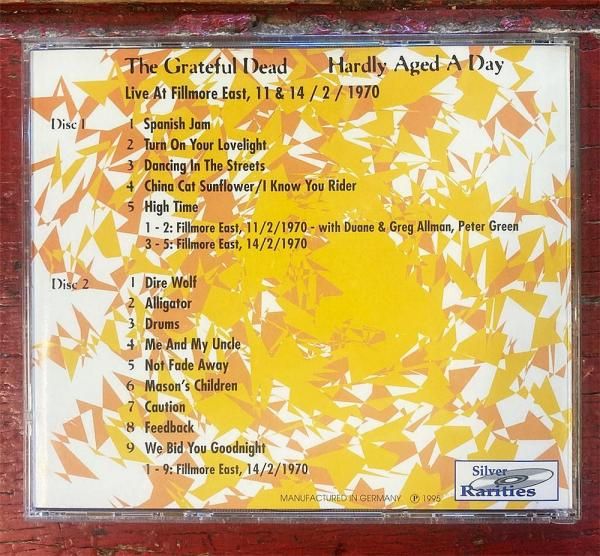 The Grateful Dead Hardly Aged A Day
Live At Fillmore East, 11 & 14 / 2 / 1970
Disc 1 1 Spanish Jam
2 Turn On Your Lovelight
3 Dancing In The Streets
4 China Cat Sunflower/I Know You Rider
5 High Time
1 - 2: Fillmore East, 11/2/1970 - with Duane & Greg Allman, Peter Green
3 - 5: Fillmore East, 14/2/1970
Disc 2 1 Dire Wolf
2 Alligator
3 Drums
4 Me And My Uncle
5 Not Fade Away
6 Mason's Children
7 Caution
8 Feedback
9 We Bid You Goodnight
1 - 9: Fillmore East, 14/2/1970
MANUFACTURED IN GERMANY ℗ 1995
Silver
Rarities